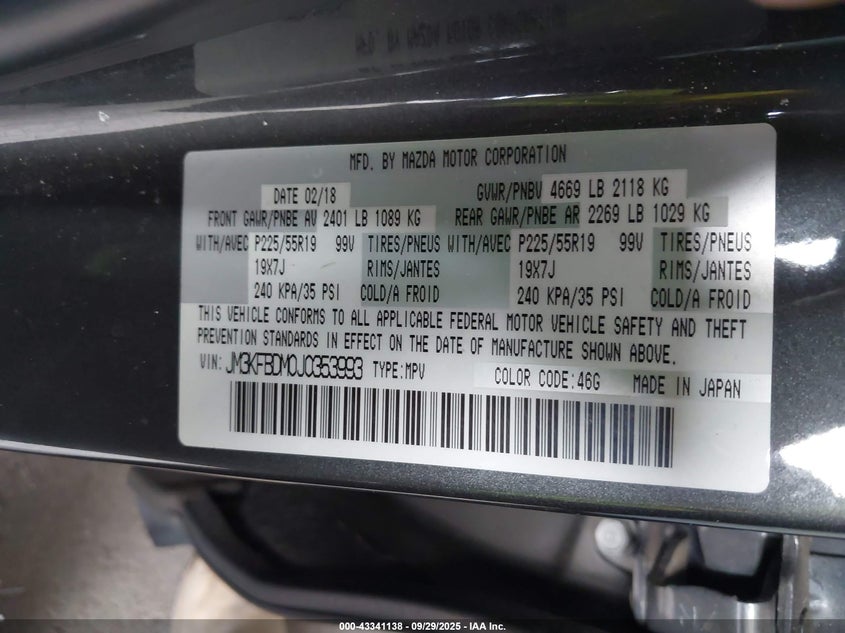 MFD. BY MAZDA MOTOR CORPORATION
DATE 02/18 GVWR/PNBV 4669 LB 2118 KG
FRONT GAWR/PNBE AV 2401 LB 1089 KG REAR GAWR/PNBE AR 2269 LB 1029 KG
WITH/AVEC P225/55R19 99V TIRES/PNEUS WITH/AVEC P225/55R19 99V TIRES/PNEUS
19X7J RIMS/JANTES 19X7J RIMS/JANTES
240 KPA/35 PSI COLD/A FROID 240 KPA/35 PSI COLD/A FROID
THIS VEHICLE CONFORMS TO ALL APPLICABLE FEDERAL MOTOR VEHICLE SAFETY AND THEFT
PREVENTION STANDARDS IN EFFECT ON THE DATE OF MANUFACTURE SHOWN ABOVE.
VIN: JM3KFBDM0J0353993 TYPE:MPV COLOR CODE:46G MADE IN JAPAN
000-43341138 - 09/29/2025 - IAA Inc.